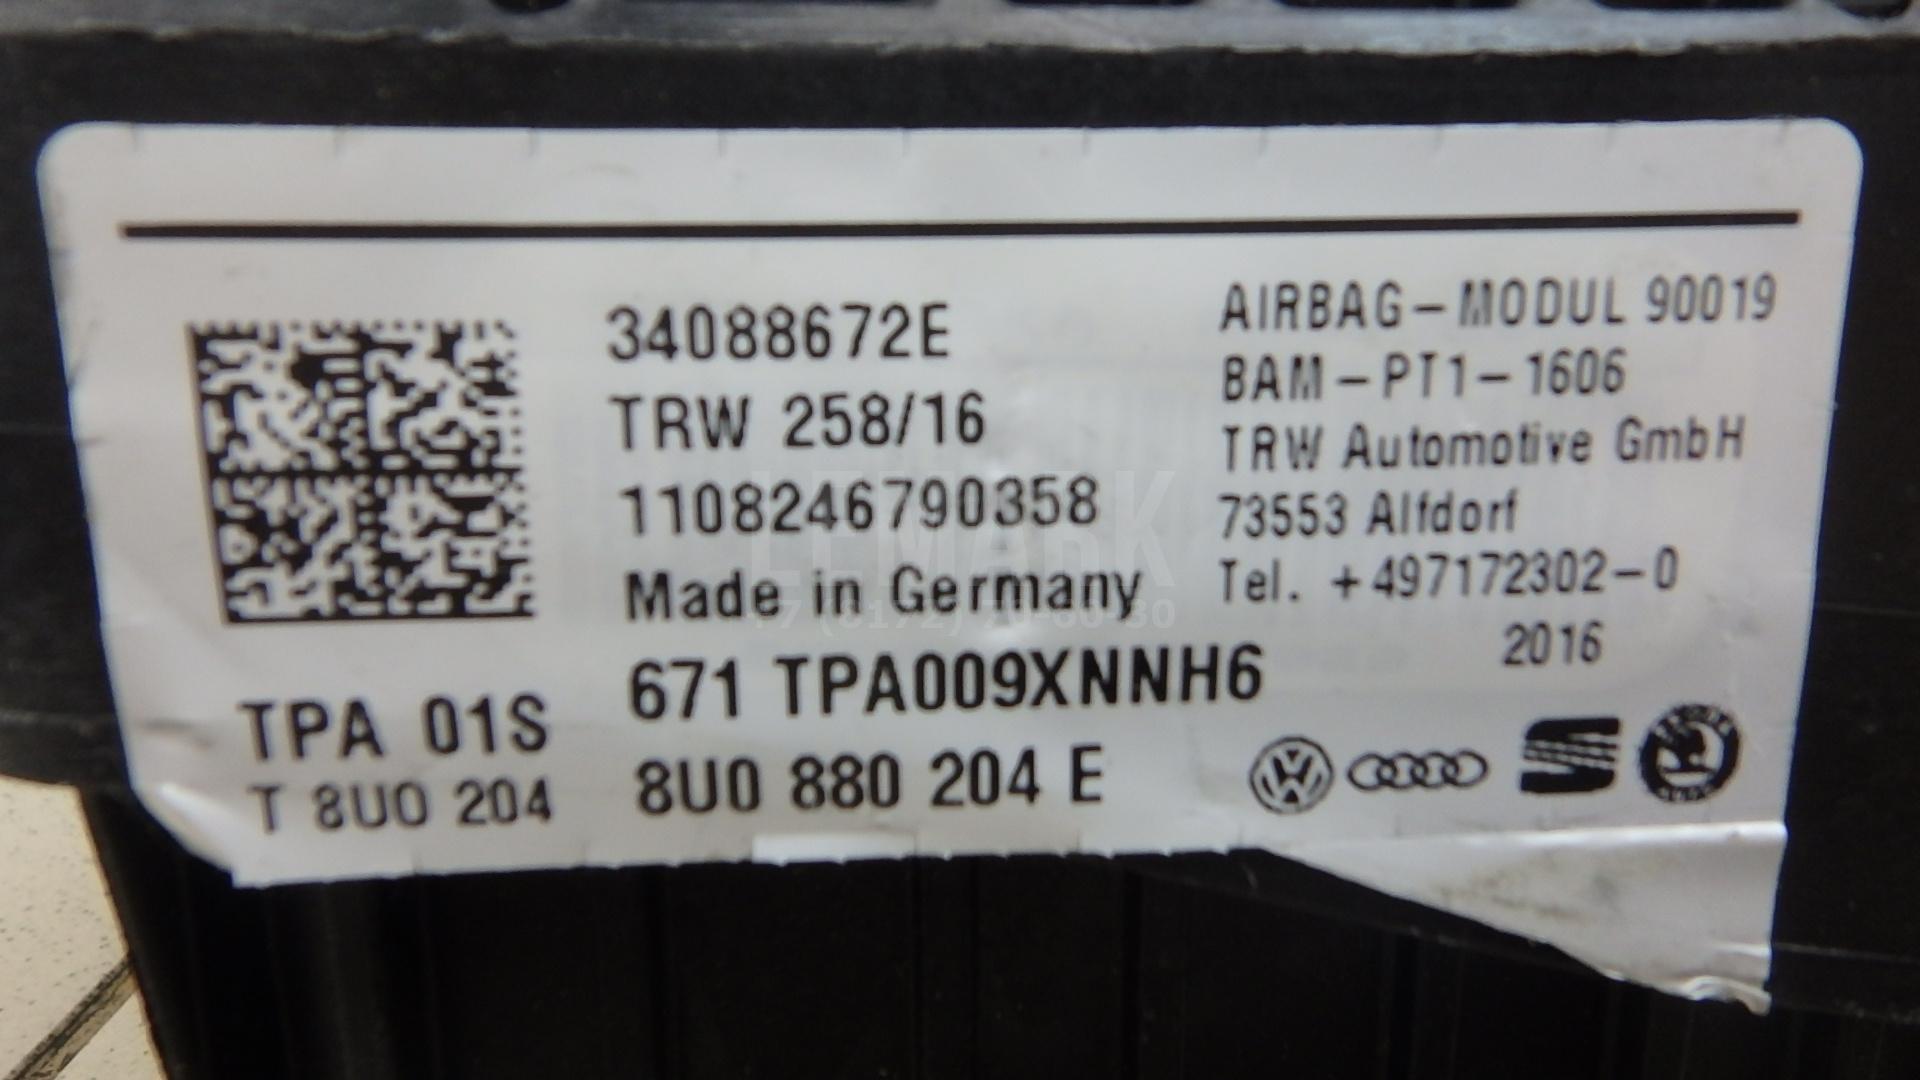 34088672E
TRW 258/16
1108246790358
Made in Germany
671 TPA009XNNH6
8U0 880 204 E
TPA 01S
T 8U0 204
AIRBAG-MODUL 90019
BAM-PT1-1606
TRW Automotive GmbH
73553 Alfdorf
Tel. +497172302-0
2016
LEMARK